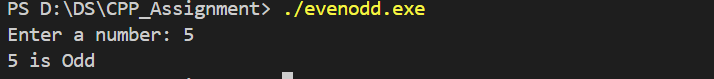 PS D:\DS\CPP_Assignment> ./evenodd.exe
Enter a number: 5
5 is Odd